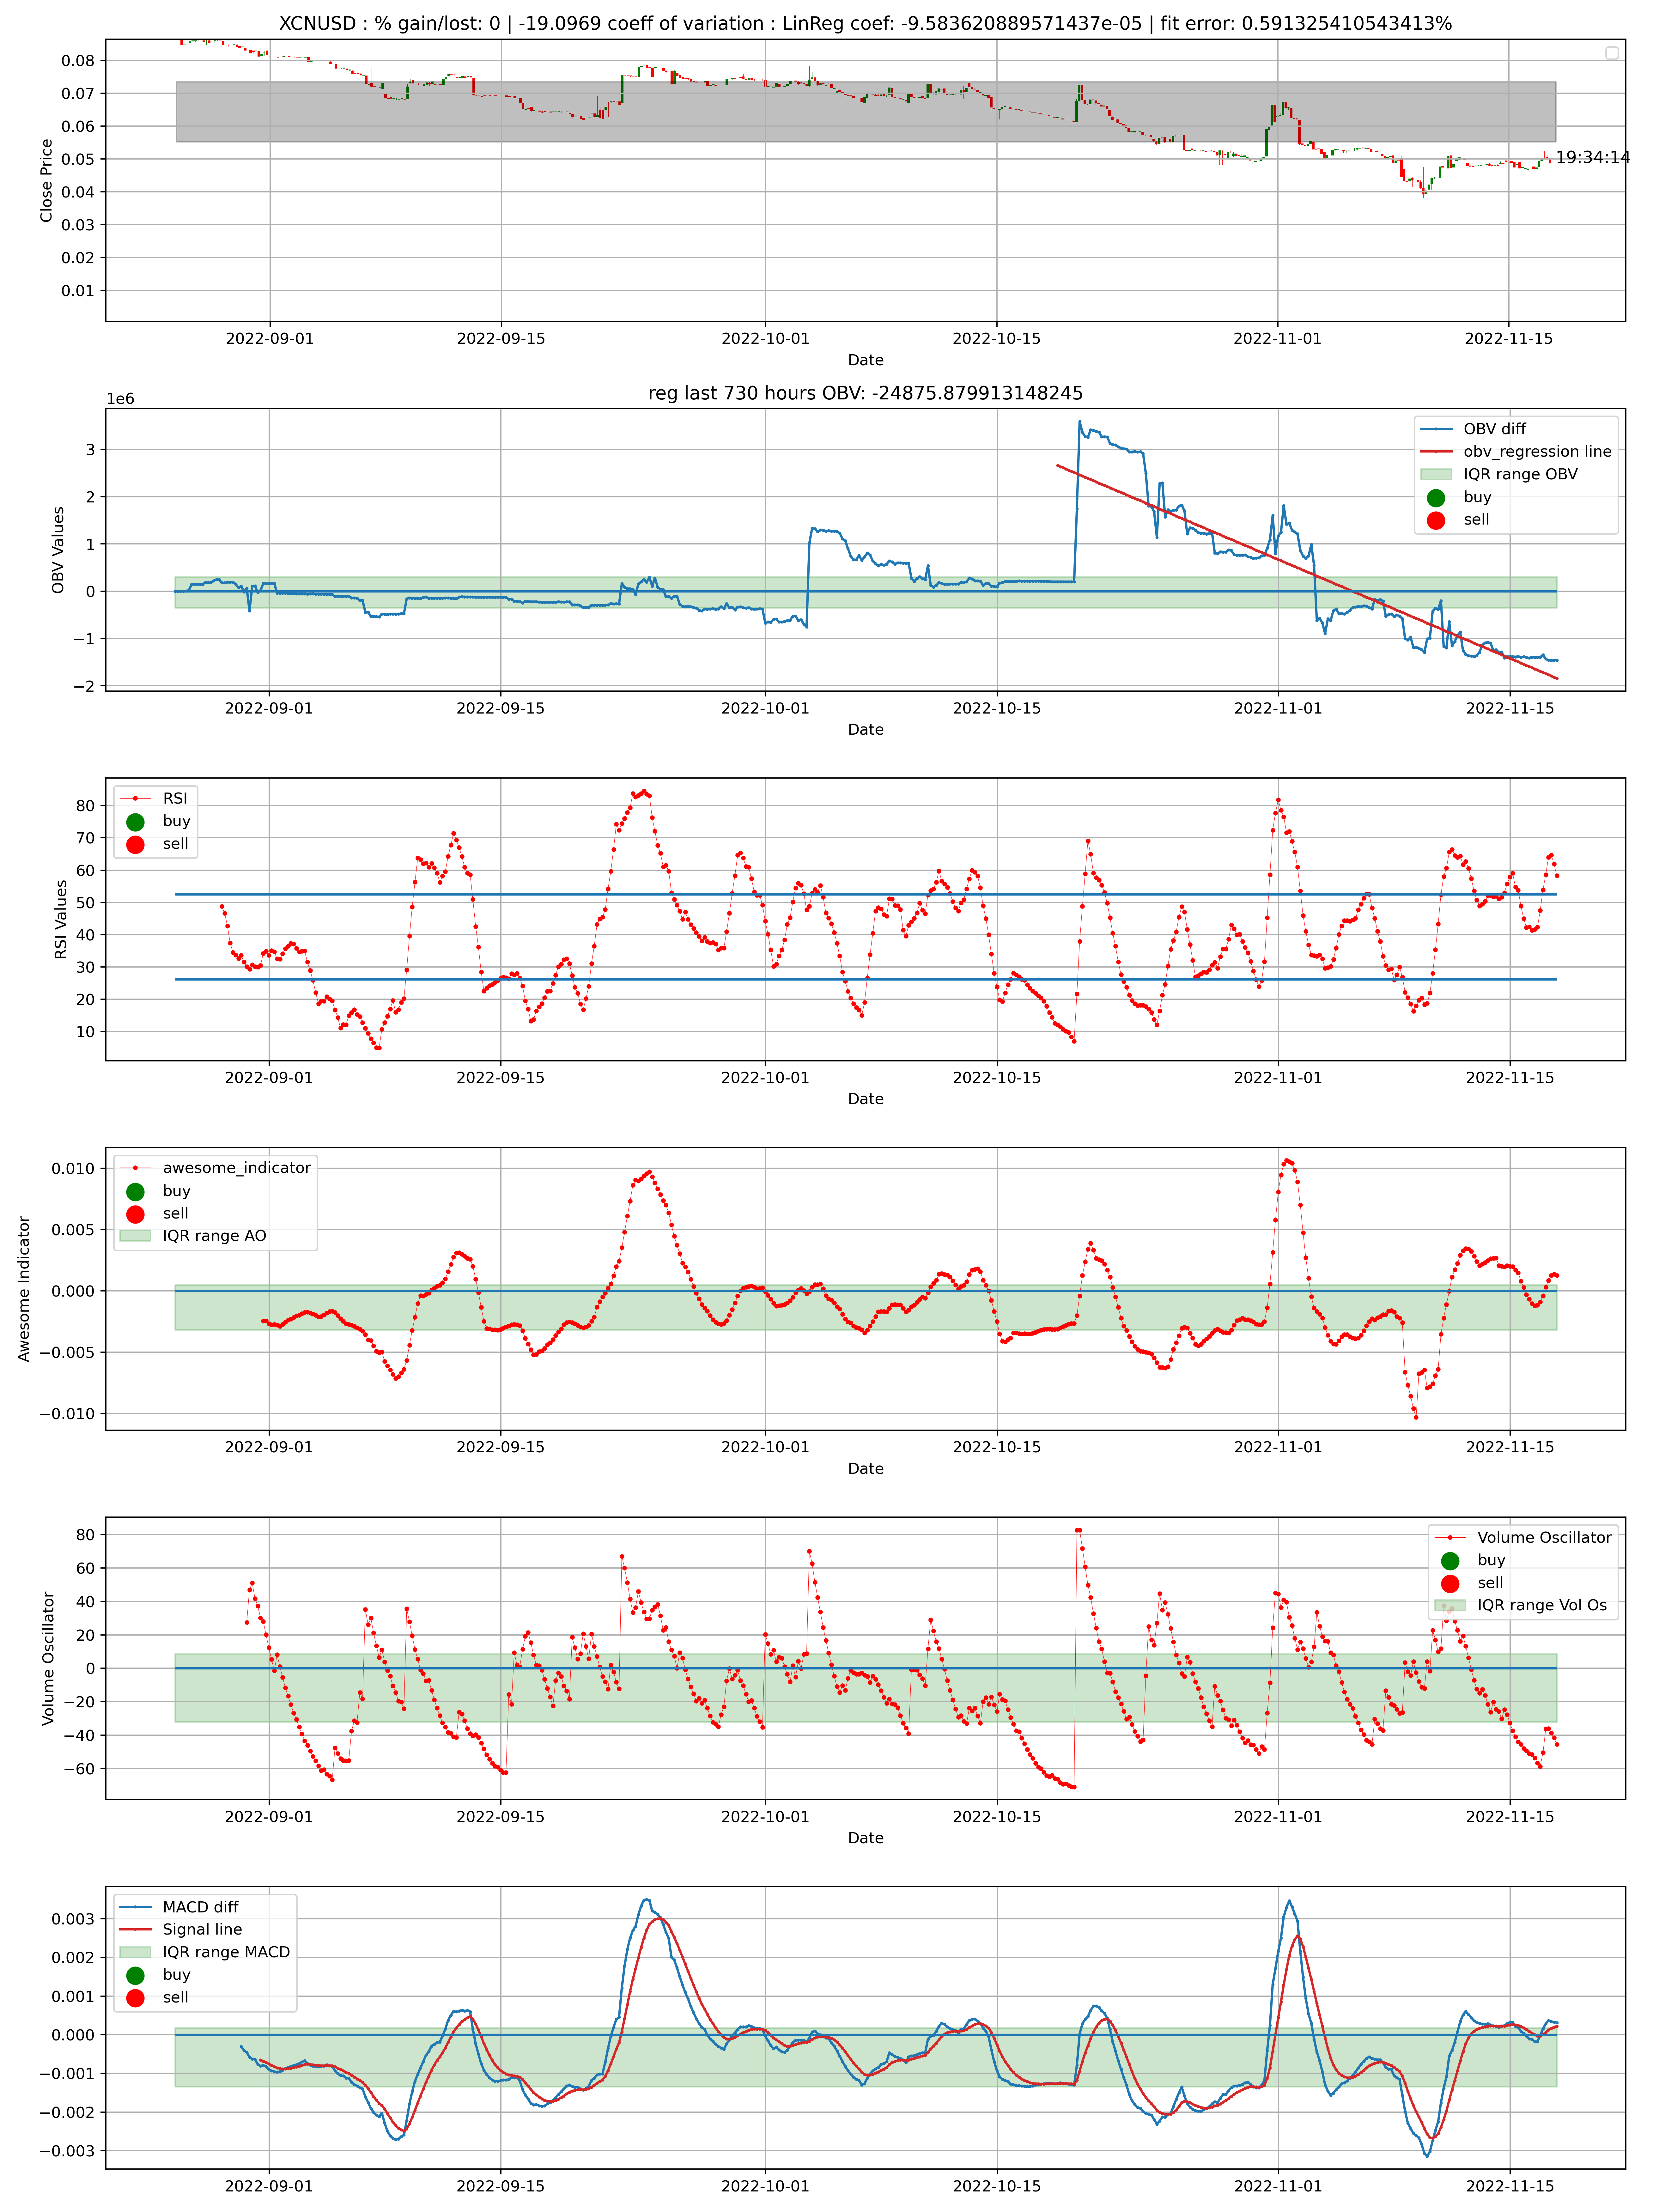 XCNUSD : % gain/lost: 0 | -19.0969 coeff of variation : LinReg coef: -9.583620889571437e-05 | fit error: 0.591325410543413%
0.08
0.07
0.06
0.05
0.04
0.03
0.02
0.01
Close Price
19:34:14
2022-09-01 2022-09-15 2022-10-01 2022-10-15 2022-11-01 2022-11-15
Date
reg last 730 hours OBV: -24875.879913148245
1e6
3
2
1
0
−1
−2
OBV Values
OBV diff
obv_regression line
IQR range OBV
buy
sell
2022-09-01 2022-09-15 2022-10-01 2022-10-15 2022-11-01 2022-11-15
Date
80
70
60
50
40
30
20
10
RSI Values
RSI
buy
sell
2022-09-01 2022-09-15 2022-10-01 2022-10-15 2022-11-01 2022-11-15
Date
0.010
0.005
0.000
−0.005
−0.010
Awesome Indicator
awesome_indicator
buy
sell
IQR range AO
2022-09-01 2022-09-15 2022-10-01 2022-10-15 2022-11-01 2022-11-15
Date
80
60
40
20
0
−20
−40
−60
Volume Oscillator
Volume Oscillator
buy
sell
IQR range Vol Os
2022-09-01 2022-09-15 2022-10-01 2022-10-15 2022-11-01 2022-11-15
Date
0.003
0.002
0.001
0.000
−0.001
−0.002
−0.003
MACD diff
Signal line
IQR range MACD
buy
sell
2022-09-01 2022-09-15 2022-10-01 2022-10-15 2022-11-01 2022-11-15